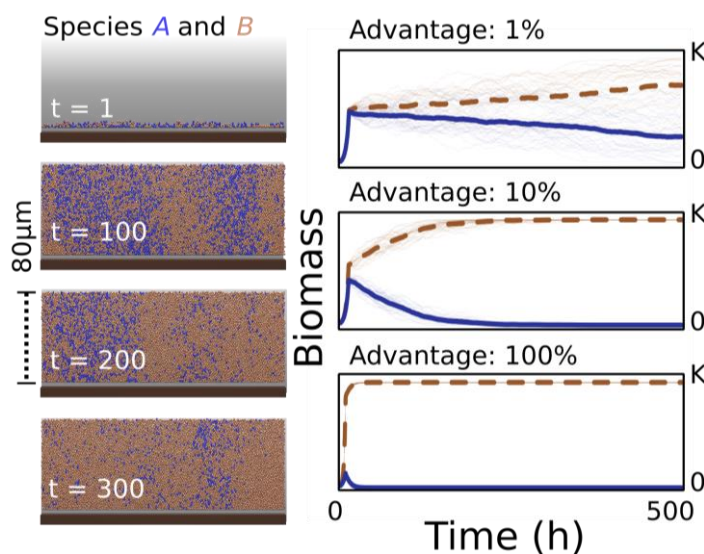 Species A and B
t = 1
t = 100
80μm
t = 200
t = 300
Advantage: 1%
K
0
Advantage: 10%
K
0
Biomass
Advantage: 100%
K
0
0
500
Time (h)